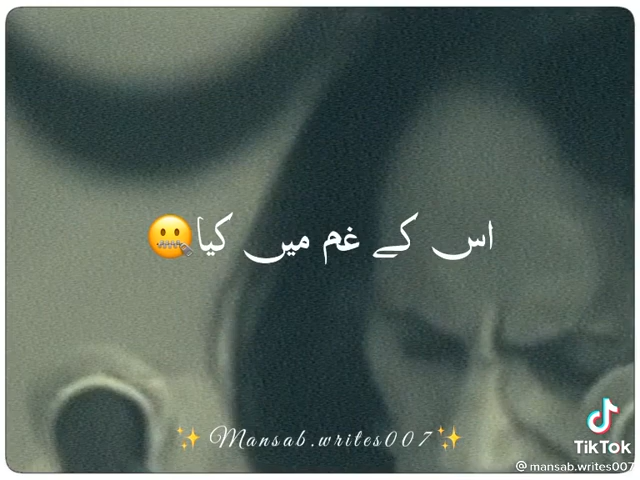 اس کے غم میں کیا🤐
✨ Mansab.writes007 ✨
TikTok
@ mansab.writes007